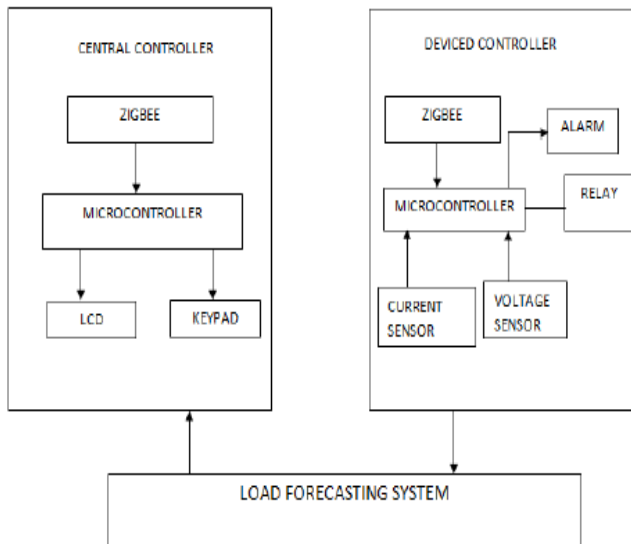 CENTRAL CONTROLLER
ZIGBEE
MICROCONTROLLER
LCD
KEYPAD
DEVICED CONTROLLER
ZIGBEE
ALARM
MICROCONTROLLER
RELAY
CURRENT
SENSOR
VOLTAGE
SENSOR
LOAD FORECASTING SYSTEM